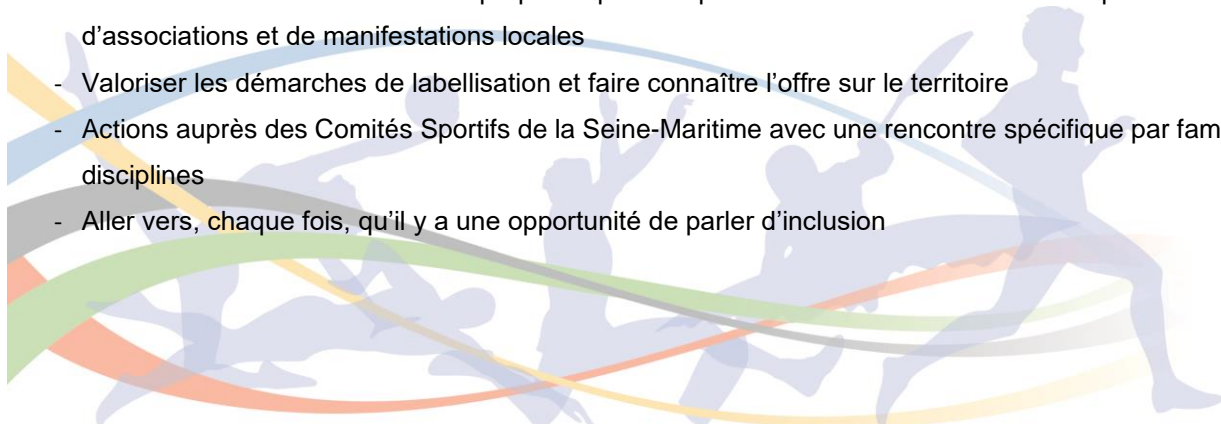 d’associations et de manifestations locales
- Valoriser les démarches de labellisation et faire connaître l’offre sur le territoire
- Actions auprès des Comités Sportifs de la Seine-Maritime avec une rencontre spécifique par fam
disciplines
- Aller vers, chaque fois, qu’il y a une opportunité de parler d’inclusion